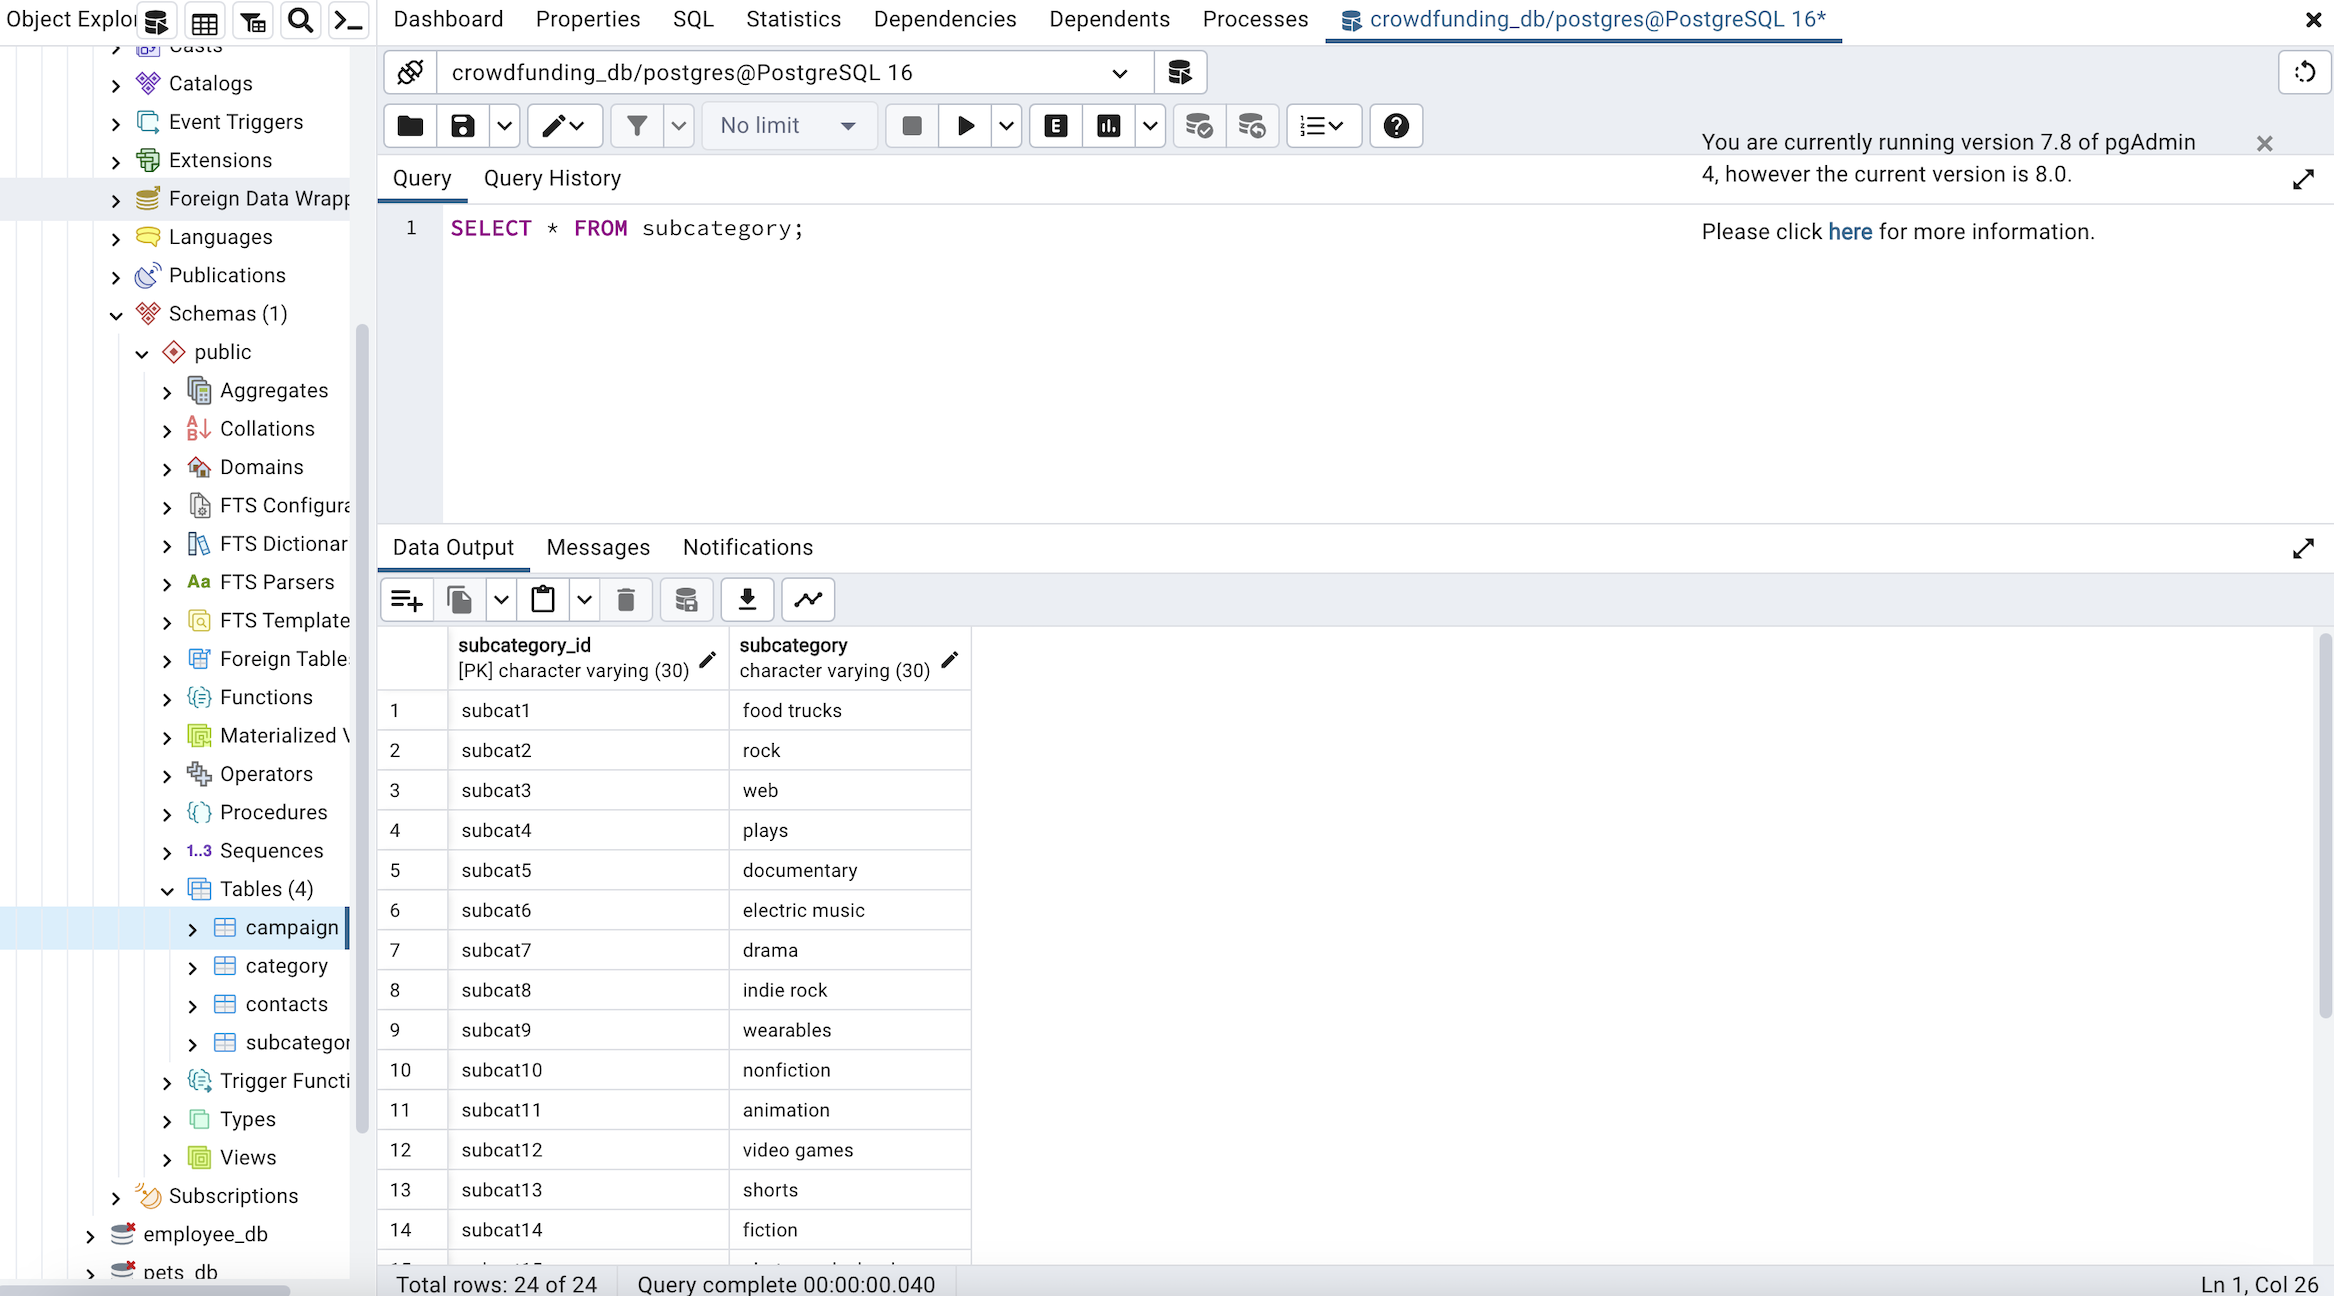 Object Explor
Dashboard Properties SQL Statistics Dependencies Dependents Processes crowdfunding_db/postgres@PostgreSQL 16*
Casts
Catalogs
Event Triggers
Extensions
Foreign Data Wrapp
Languages
Publications
Schemas (1)
public
Aggregates
Collations
Domains
FTS Configura
FTS Dictionar
Aa FTS Parsers
FTS Template
Foreign Table
Functions
Materialized V
Operators
Procedures
1..3 Sequences
Tables (4)
campaign
category
contacts
subcategor
Trigger Functi
Types
Views
Subscriptions
employee_db
pets_db
crowdfunding_db/postgres@PostgreSQL 16
No limit
E
You are currently running version 7.8 of pgAdmin
4, however the current version is 8.0.
Please click here for more information.
Query Query History
1 SELECT * FROM subcategory;
Data Output Messages Notifications
subcategory_id subcategory
[PK] character varying (30) character varying (30)
1 subcat1 food trucks
2 subcat2 rock
3 subcat3 web
4 subcat4 plays
5 subcat5 documentary
6 subcat6 electric music
7 subcat7 drama
8 subcat8 indie rock
9 subcat9 wearables
10 subcat10 nonfiction
11 subcat11 animation
12 subcat12 video games
13 subcat13 shorts
14 subcat14 fiction
Total rows: 24 of 24 Query complete 00:00:00.040 Ln 1, Col 26